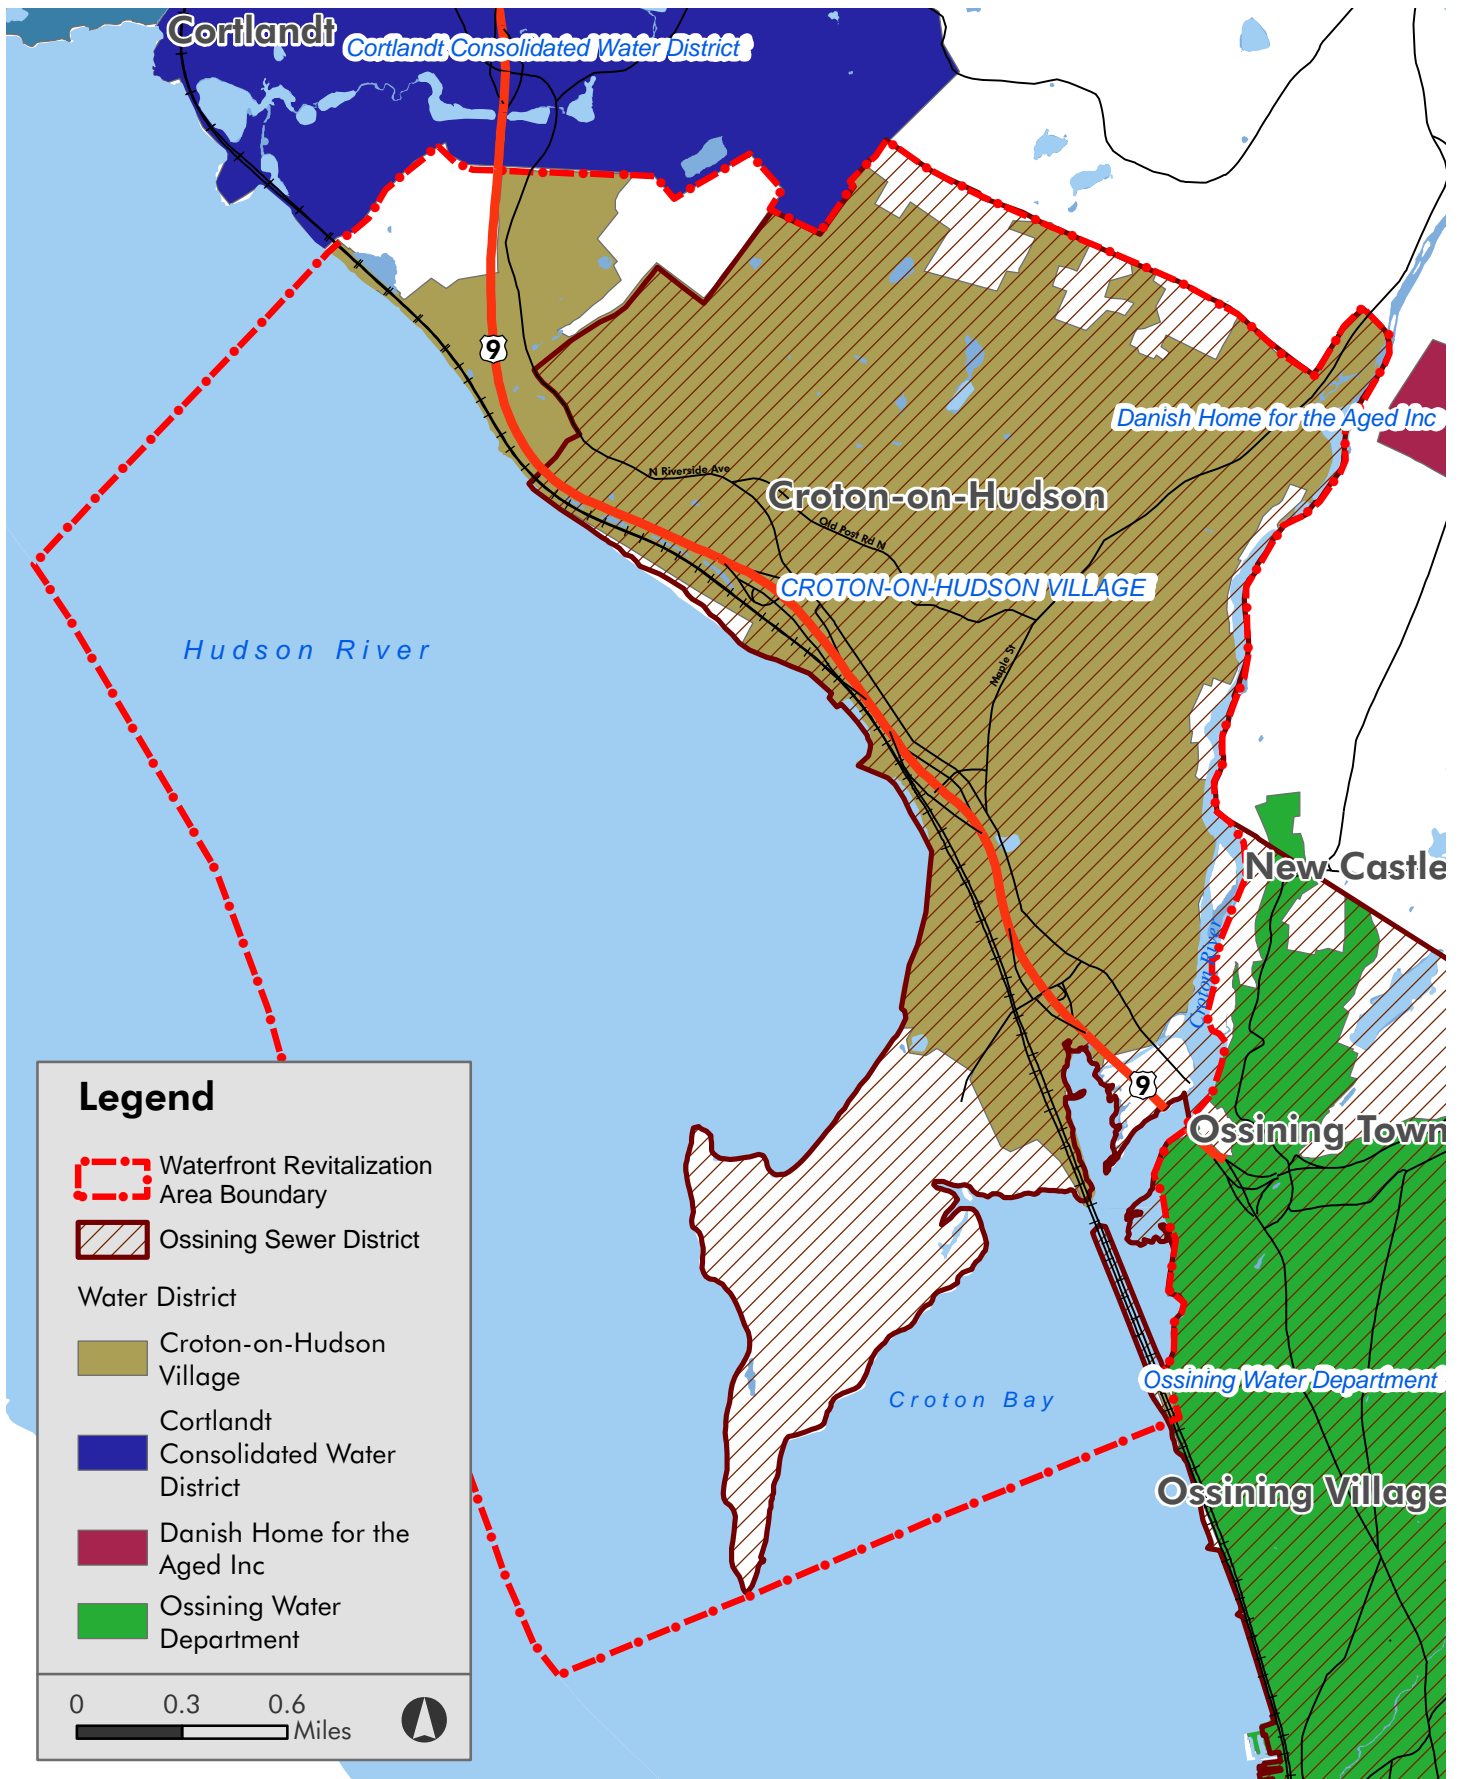 Cortlandt
Cortlandt Consolidated Water District
9
Danish Home for the Aged Inc
N Riverside Ave
Croton-on-Hudson
Old Post Rd N
CROTON-ON-HUDSON VILLAGE
Hudson River
Maple St
New Castle
Croton River
9
Ossining Town
Ossining Water Department
Croton Bay
Ossining Village
Legend
Waterfront Revitalization
Area Boundary
Ossining Sewer District
Water District
Croton-on-Hudson
Village
Cortlandt
Consolidated Water
District
Danish Home for the
Aged Inc
Ossining Water
Department
0 0.3 0.6
Miles